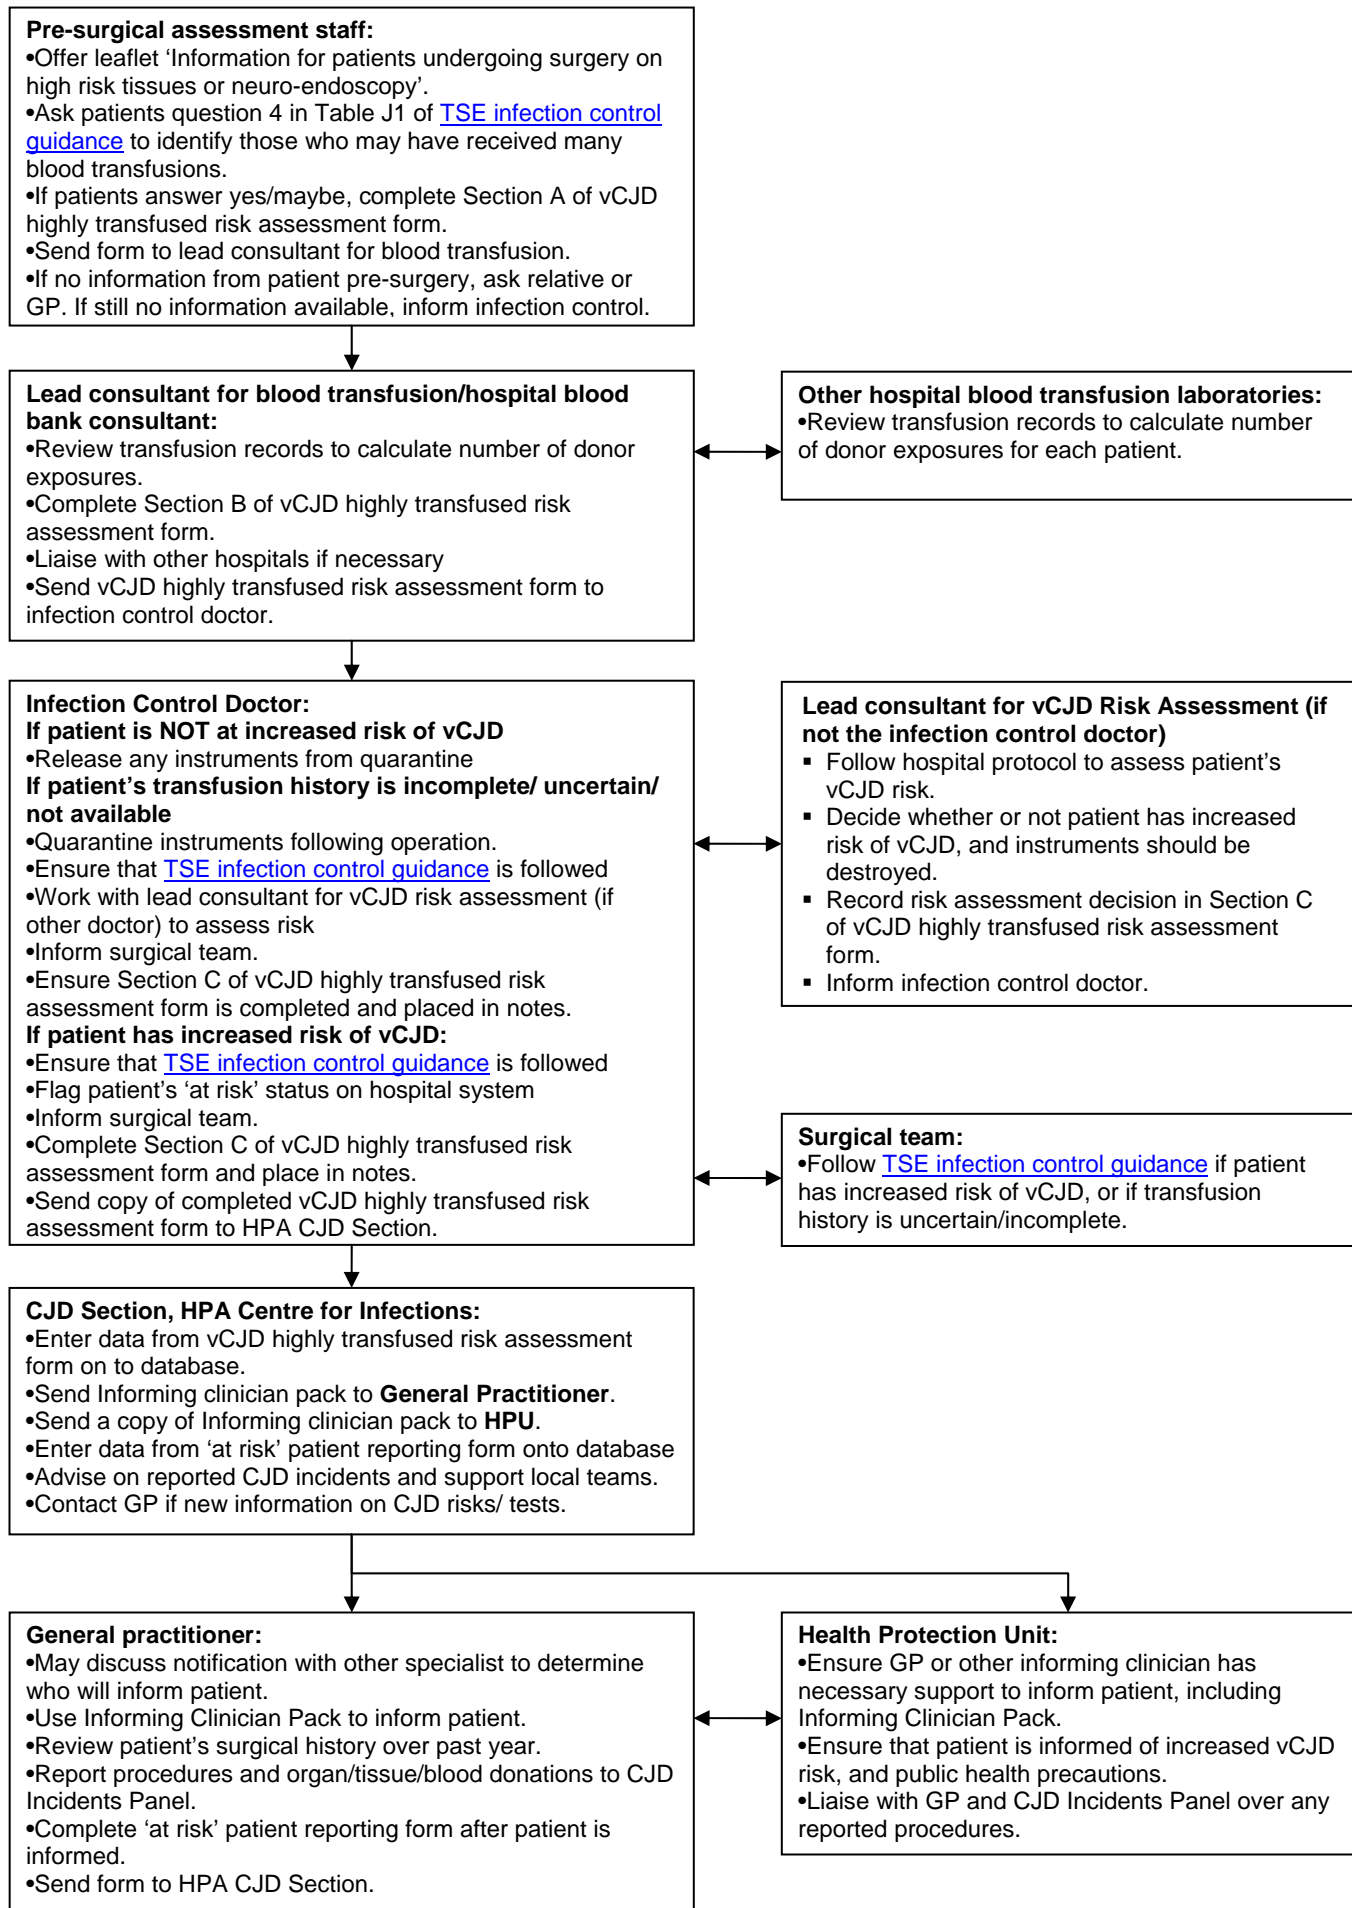 Pre-surgical assessment staff:
•Offer leaflet ‘Information for patients undergoing surgery on
high risk tissues or neuro-endoscopy’.
•Ask patients question 4 in Table J1 of TSE infection control
guidance to identify those who may have received many
blood transfusions.
•If patients answer yes/maybe, complete Section A of vCJD
highly transfused risk assessment form.
•Send form to lead consultant for blood transfusion.
•If no information from patient pre-surgery, ask relative or
GP. If still no information available, inform infection control.
Lead consultant for blood transfusion/hospital blood
bank consultant:
•Review transfusion records to calculate number of donor
exposures.
•Complete Section B of vCJD highly transfused risk
assessment form.
•Liaise with other hospitals if necessary
•Send vCJD highly transfused risk assessment form to
infection control doctor.
Other hospital blood transfusion laboratories:
•Review transfusion records to calculate number
of donor exposures for each patient.
Infection Control Doctor:
If patient is NOT at increased risk of vCJD
•Release any instruments from quarantine
If patient’s transfusion history is incomplete/ uncertain/
not available
•Quarantine instruments following operation.
•Ensure that TSE infection control guidance is followed
•Work with lead consultant for vCJD risk assessment (if
other doctor) to assess risk
•Inform surgical team.
•Ensure Section C of vCJD highly transfused risk
assessment form is completed and placed in notes.
If patient has increased risk of vCJD:
•Ensure that TSE infection control guidance is followed
•Flag patient’s ‘at risk’ status on hospital system
•Inform surgical team.
•Complete Section C of vCJD highly transfused risk
assessment form and place in notes.
•Send copy of completed vCJD highly transfused risk
assessment form to HPA CJD Section.
Lead consultant for vCJD Risk Assessment (if
not the infection control doctor)
▪ Follow hospital protocol to assess patient’s
vCJD risk.
▪ Decide whether or not patient has increased
risk of vCJD, and instruments should be
destroyed.
▪ Record risk assessment decision in Section C
of vCJD highly transfused risk assessment
form.
▪ Inform infection control doctor.
Surgical team:
•Follow TSE infection control guidance if patient
has increased risk of vCJD, or if transfusion
history is uncertain/incomplete.
CJD Section, HPA Centre for Infections:
•Enter data from vCJD highly transfused risk assessment
form on to database.
•Send Informing clinician pack to General Practitioner.
•Send a copy of Informing clinician pack to HPU.
•Enter data from ‘at risk’ patient reporting form onto database
•Advise on reported CJD incidents and support local teams.
•Contact GP if new information on CJD risks/ tests.
General practitioner:
•May discuss notification with other specialist to determine
who will inform patient.
•Use Informing Clinician Pack to inform patient.
•Review patient’s surgical history over past year.
•Report procedures and organ/tissue/blood donations to CJD
Incidents Panel.
•Complete ‘at risk’ patient reporting form after patient is
informed.
•Send form to HPA CJD Section.
Health Protection Unit:
•Ensure GP or other informing clinician has
necessary support to inform patient, including
Informing Clinician Pack.
•Ensure that patient is informed of increased vCJD
risk, and public health precautions.
•Liaise with GP and CJD Incidents Panel over any
reported procedures.